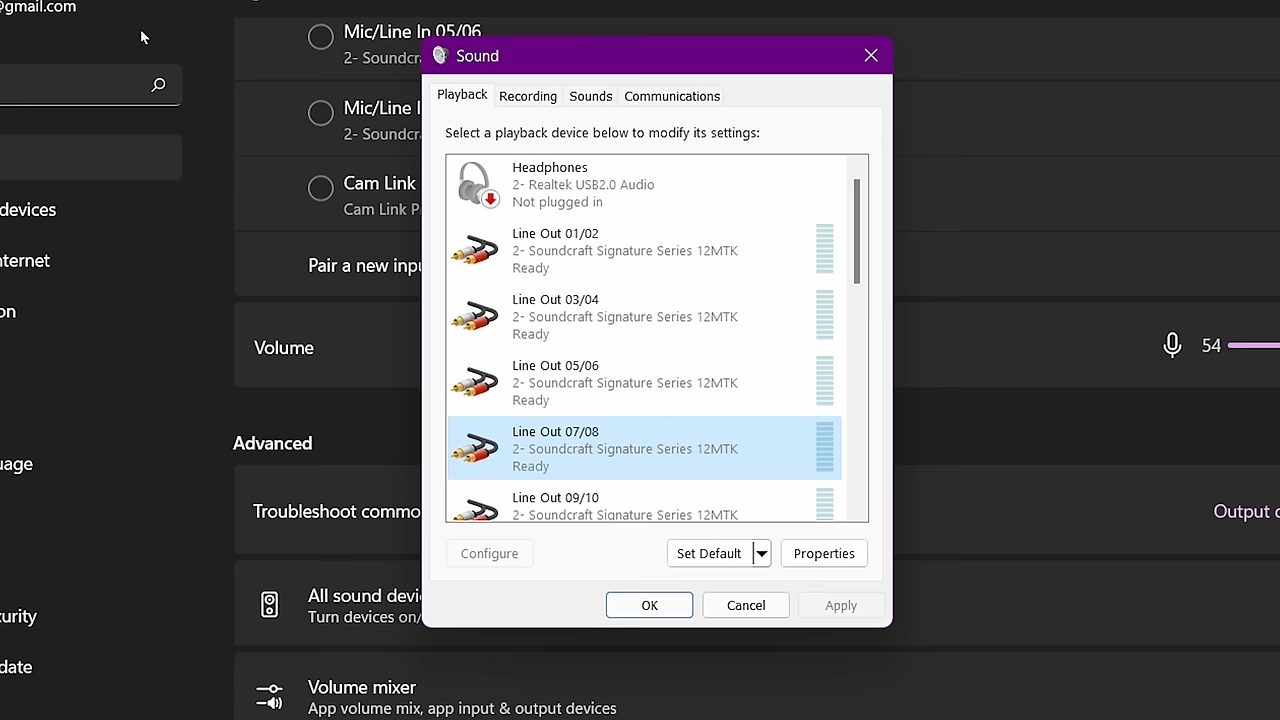 @gmail.com
devices
Mic/Line In 05/06
2- Soundcr
Mic/Line I
2- Soundcr
Cam Link
Cam Link P
Pair a new inpu
Volume
54
Advanced
Troubleshoot commo
Output
All sound devi
Turn devices on/
Volume mixer
App volume mix, app input & output devices
Sound
Playback
Recording
Sounds
Communications
Select a playback device below to modify its settings:
Headphones
2- Realtek USB2.0 Audio
Not plugged in
Line Out 01/02
2- Soundcraft Signature Series 12MTK
Ready
Line Out 03/04
2- Soundcraft Signature Series 12MTK
Ready
Line Out 05/06
2- Soundcraft Signature Series 12MTK
Ready
Line Out 07/08
2- Soundcraft Signature Series 12MTK
Ready
Line Out 09/10
2- Soundcraft Signature Series 12MTK
Configure
Set Default
Properties
OK
Cancel
Apply
nternet
on
uage
curity
date